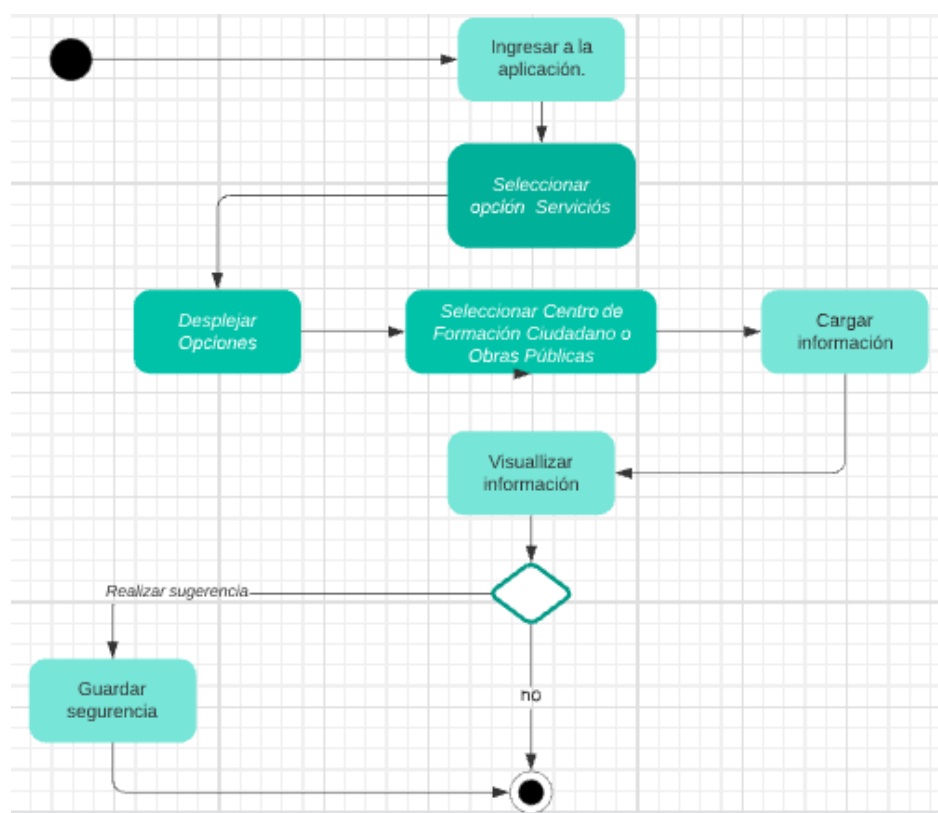 Ingresar a la
aplicación.
Seleccionar
opción Serviciós
Desplejar
Opciones
Seleccionar Centro de
Formación Ciudadano o
Obras Públicas
Cargar
información
Visuallizar
información
Realizar sugerencia
Guardar
segurencia
no